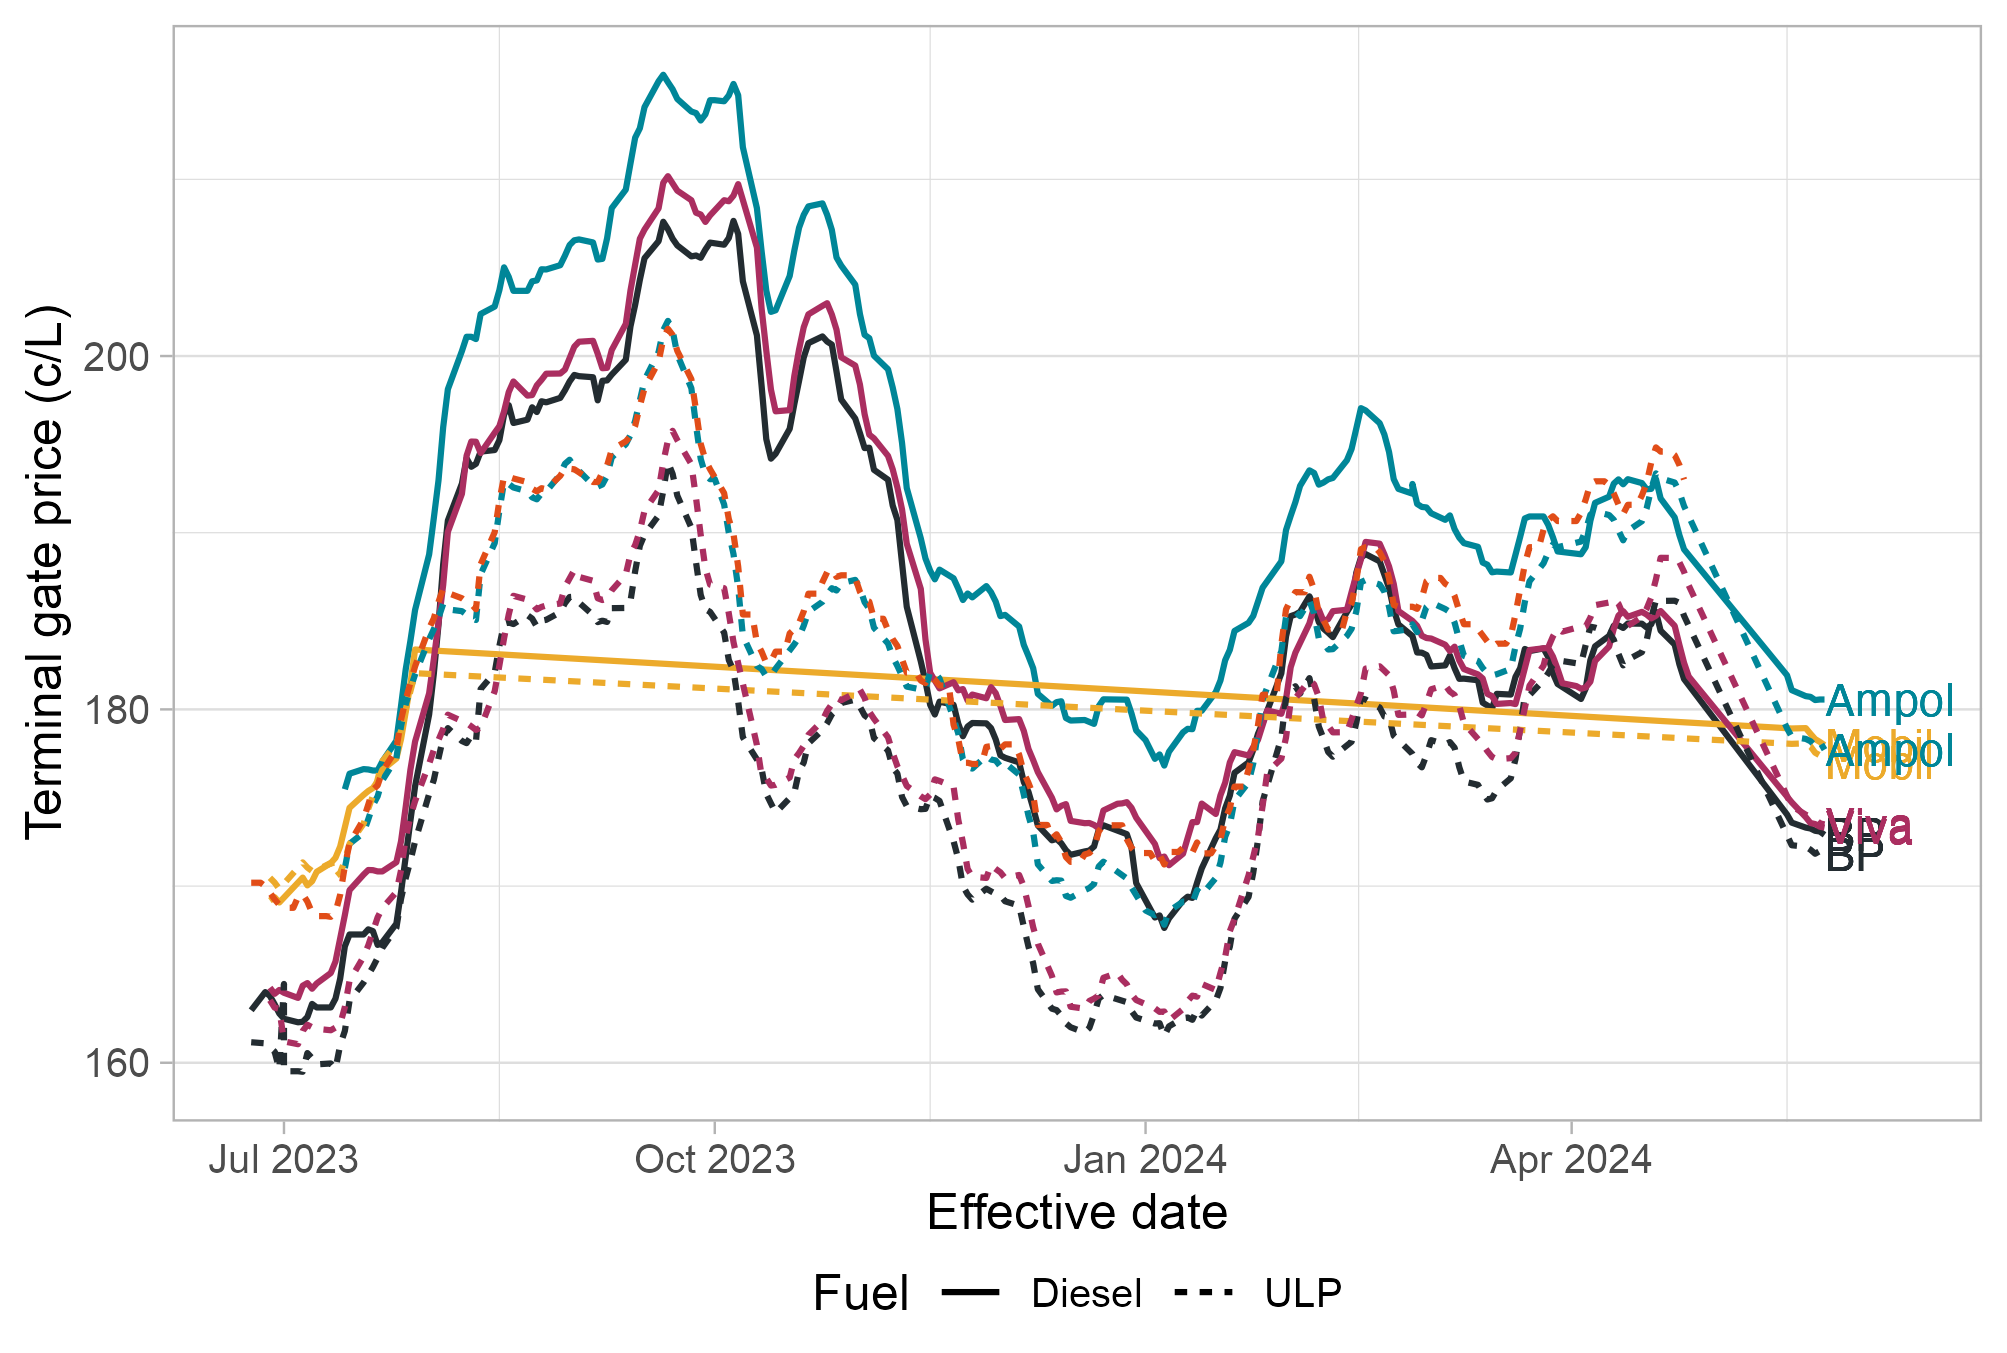 Terminal gate price (c/L)
200
180
160
Ampol
Mobil
Ampol
Mobil
Viva
Viva
BP
BP
Jul 2023
Oct 2023
Jan 2024
Apr 2024
Effective date
Fuel
Diesel
ULP